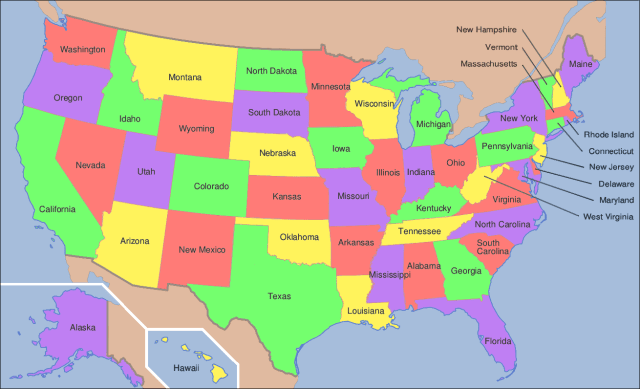 New Hampshire
Vermont
Massachusetts
Washington
Maine
Montana
North Dakota
Minnesota
Oregon
Idaho
Wisconsin
South Dakota
Michigan
New York
Rhode Island
Wyoming
Connecticut
Iowa
Pennsylvania
Nebraska
New Jersey
Nevada
Utah
Illinois
Indiana
Ohio
Delaware
Colorado
Maryland
Kansas
Missouri
Virginia
West Virginia
California
Kentucky
North Carolina
Tennessee
Oklahoma
Arizona
New Mexico
Arkansas
South
Carolina
Mississippi
Alabama
Georgia
Texas
Louisiana
Alaska
Florida
Hawaii